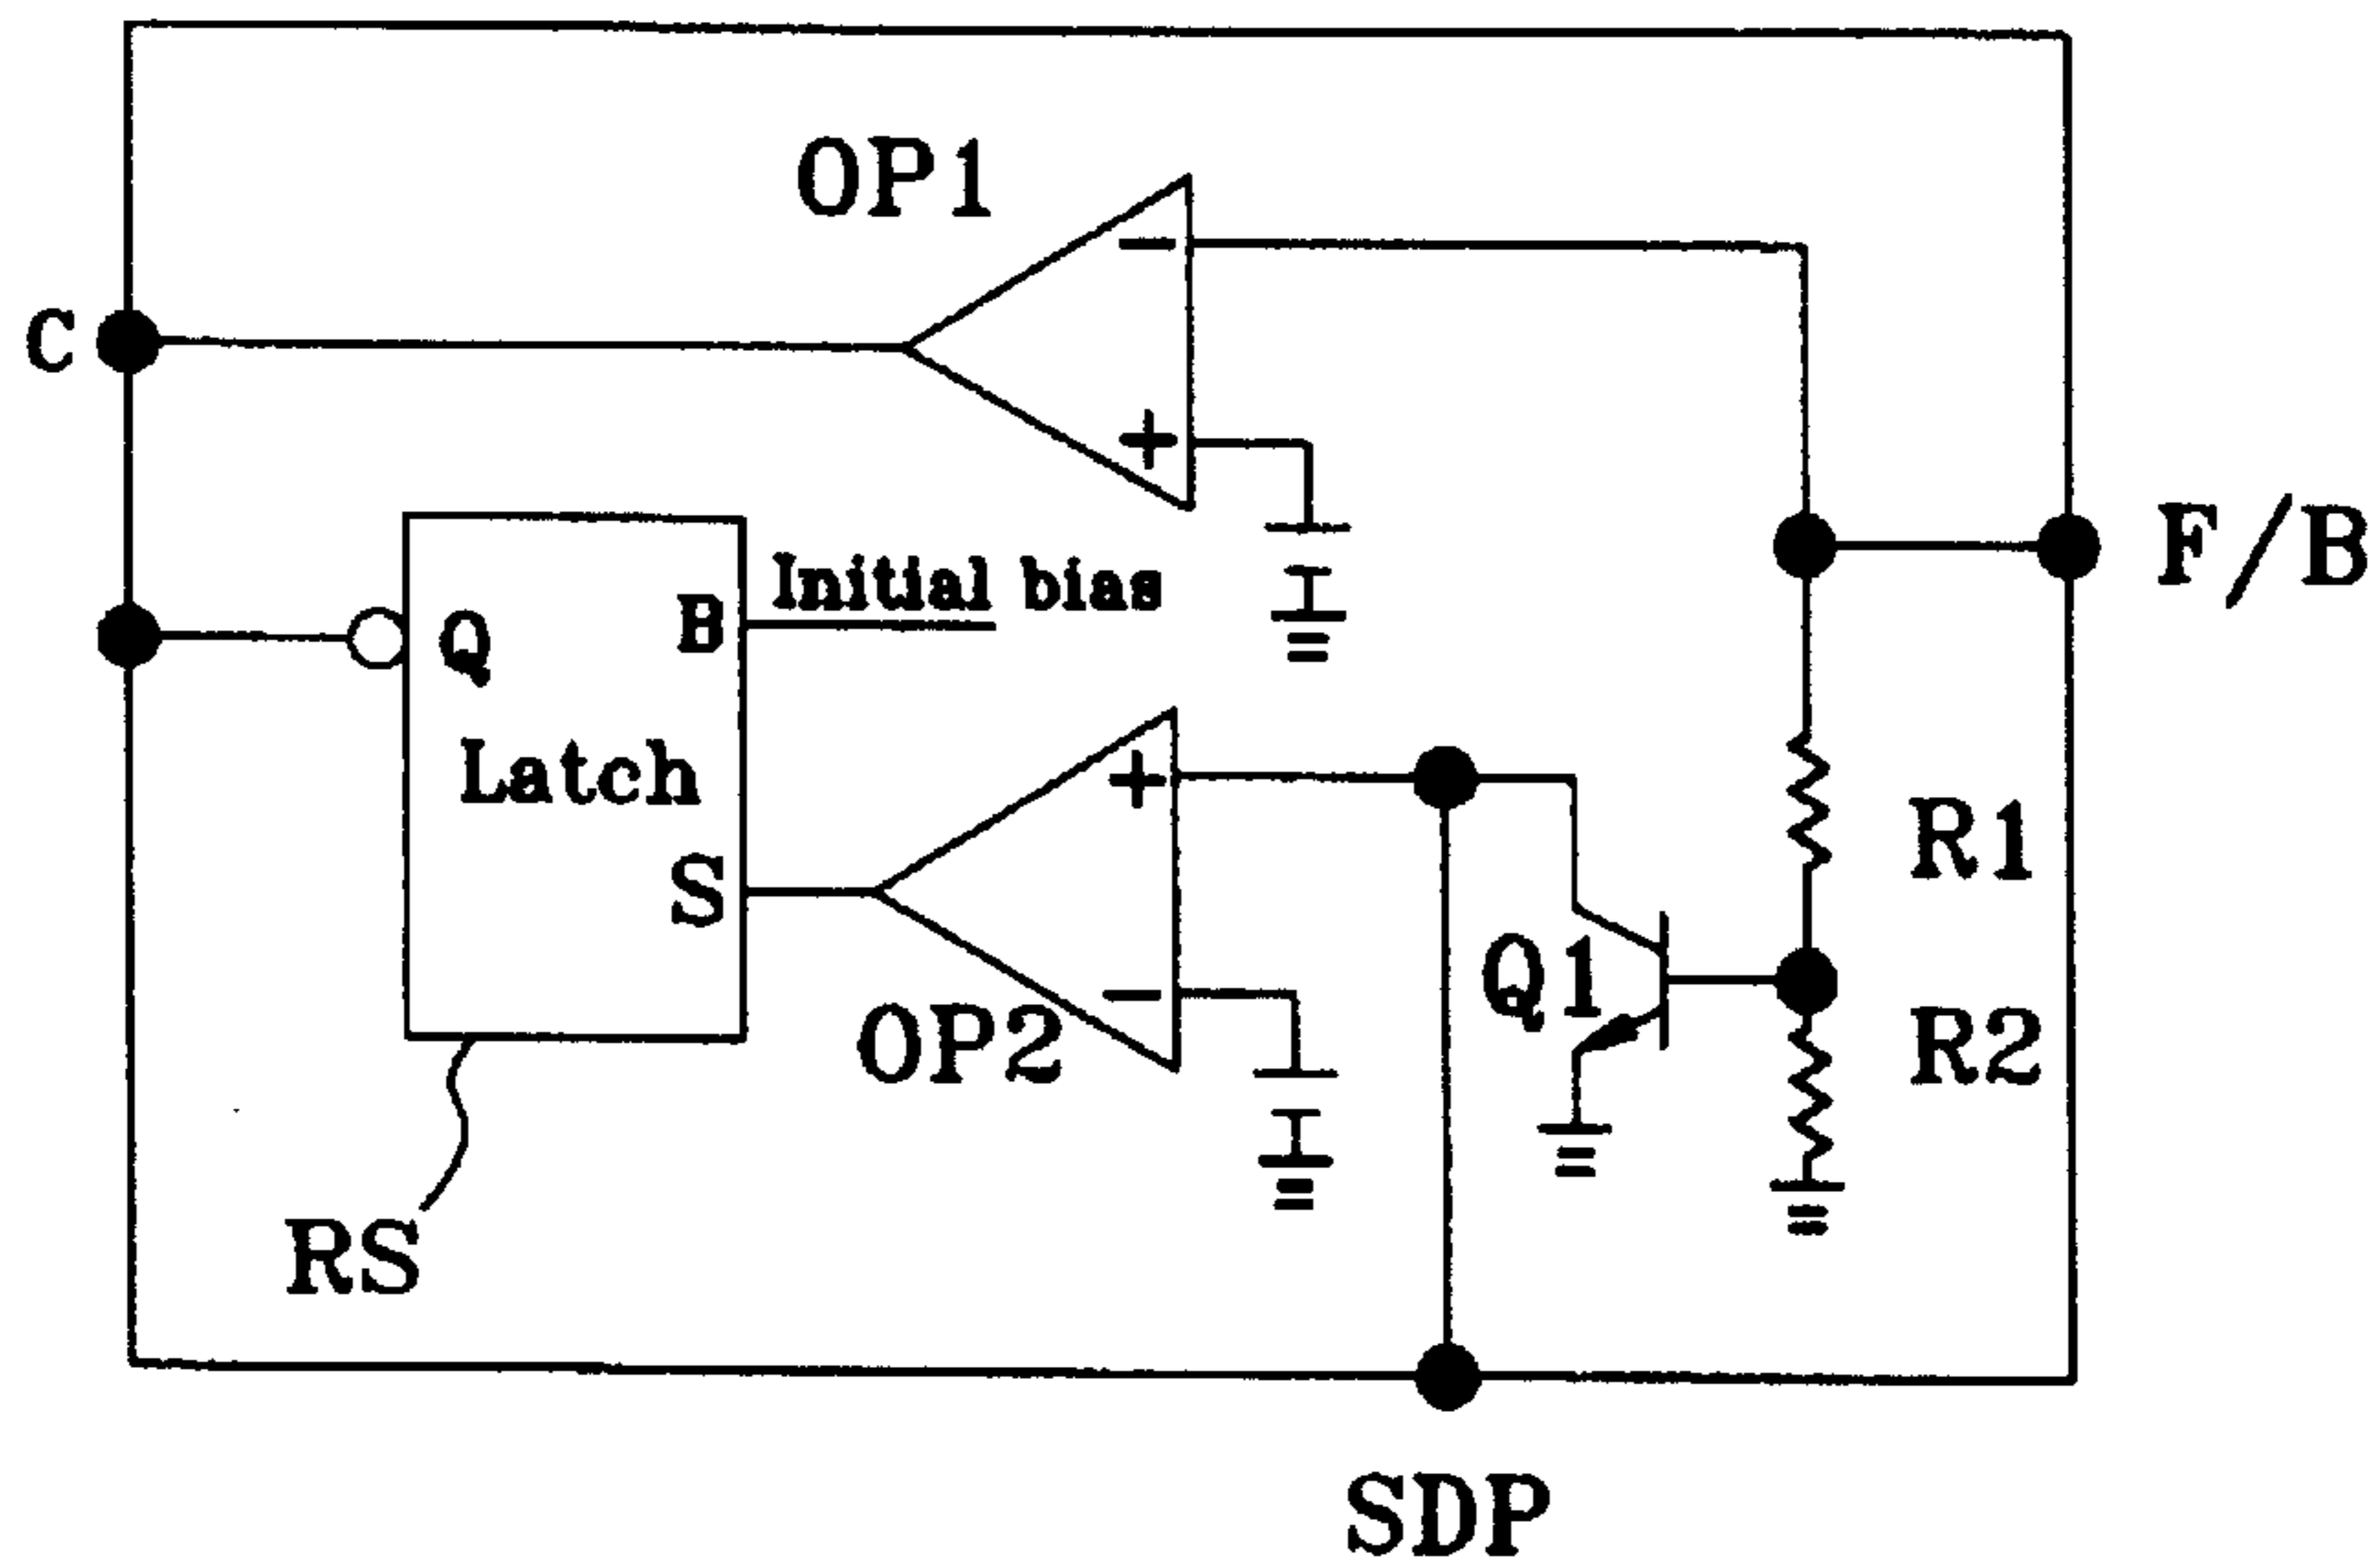 OP1
−
C
+
F/B
Initial bias
Q
B
Latch
+
R1
S
Q1
−
OP2
R2
RS
SDP